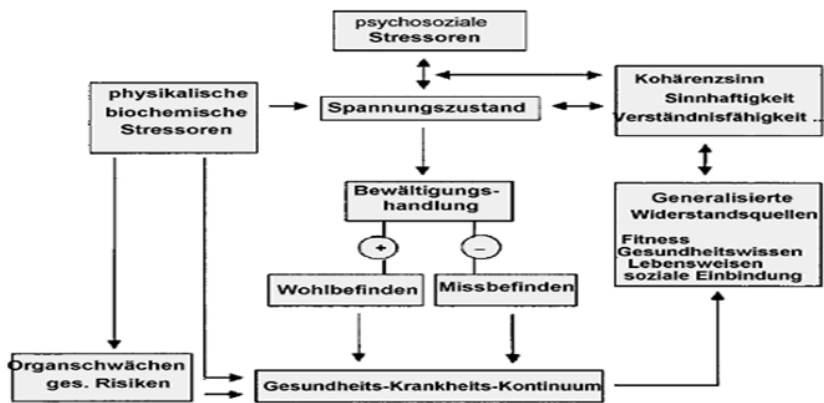 psychosoziale
Stressoren
physikalische
biochemische
Stressoren
Spannungszustand
Kohärenzsinn
Sinnhaftigkeit
Verständnisfähigkeit ..
Bewältigungs-
handlung
+
−
Wohlbefinden
Missbefinden
Generalisierte
Widerstandsquellen
Fitness
Gesundheitswissen
Lebensweisen
soziale Einbindung
Organschwächen
ges. Risiken
Gesundheits-Krankheits-Kontinuum